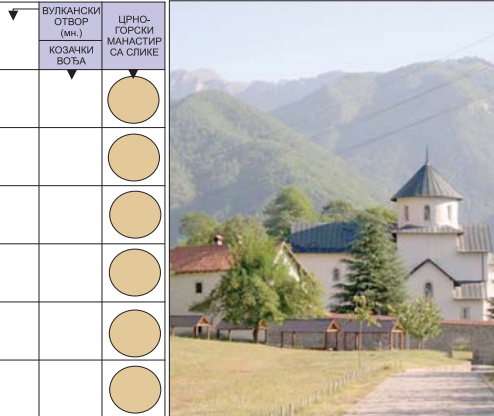 ВУЛКАНСКИ
ОТВОР
(мн.)
КОЗАЧКИ
ВОЂА
ЦРНО-
ГОРСКИ
МАНАСТИР
СА СЛИКЕ